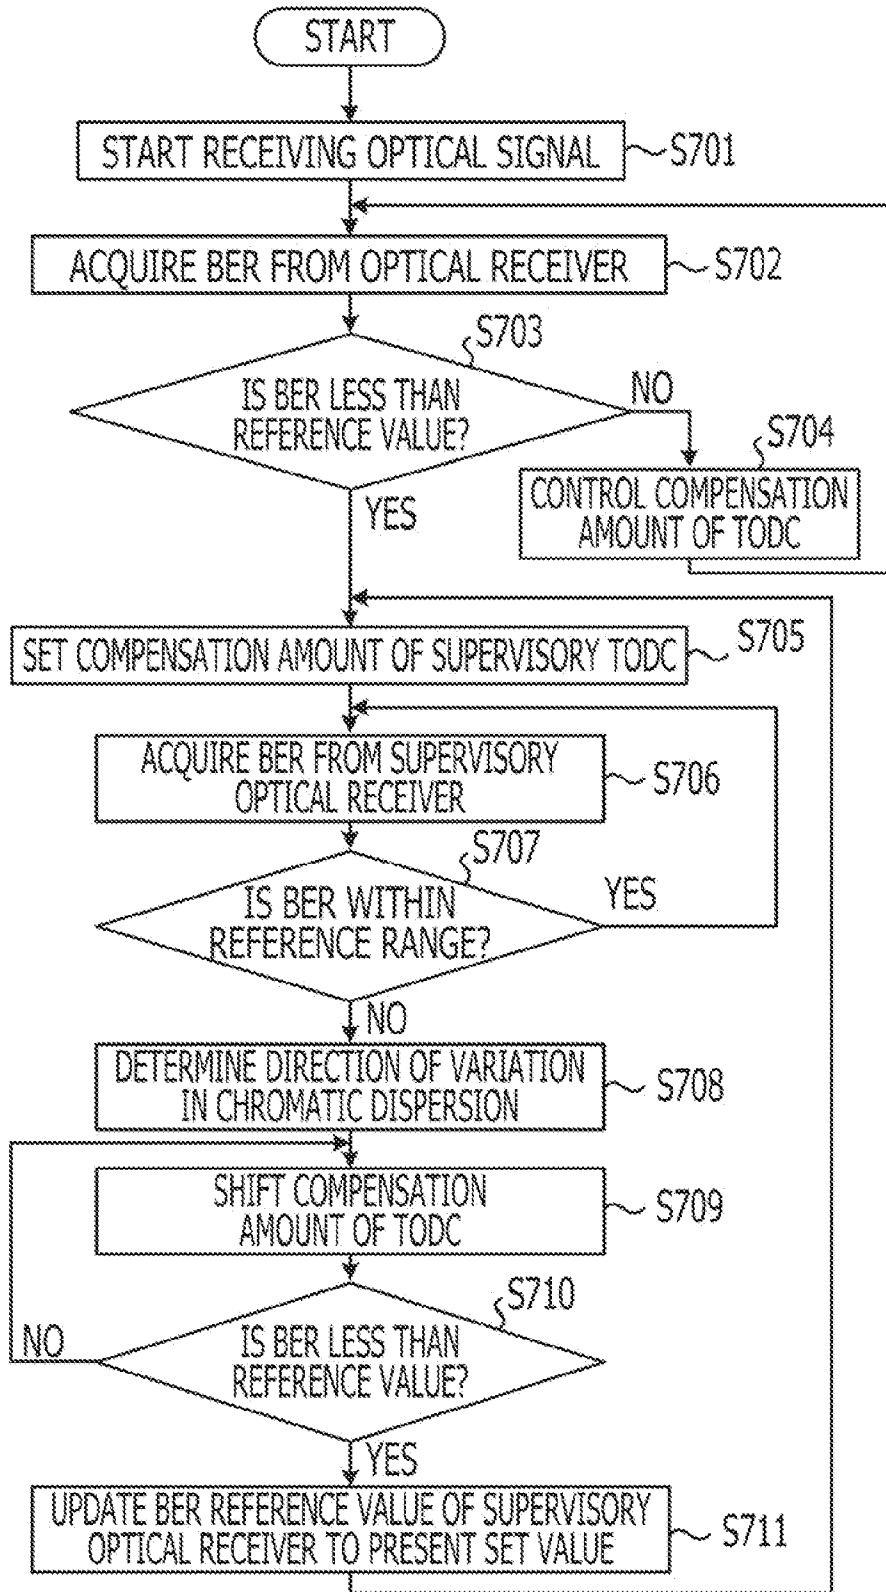 START
START RECEIVING OPTICAL SIGNAL
S701
ACQUIRE BER FROM OPTICAL RECEIVER
S702
S703
IS BER LESS THAN
REFERENCE VALUE?
NO
YES
S704
CONTROL COMPENSATION
AMOUNT OF TODC
SET COMPENSATION AMOUNT OF SUPERVISORY TODC
S705
ACQUIRE BER FROM SUPERVISORY
OPTICAL RECEIVER
S706
S707
IS BER WITHIN
REFERENCE RANGE?
YES
NO
DETERMINE DIRECTION OF VARIATION
IN CHROMATIC DISPERSION
S708
SHIFT COMPENSATION
AMOUNT OF TODC
S709
S710
IS BER LESS THAN
REFERENCE VALUE?
NO
YES
UPDATE BER REFERENCE VALUE OF SUPERVISORY
OPTICAL RECEIVER TO PRESENT SET VALUE
S711